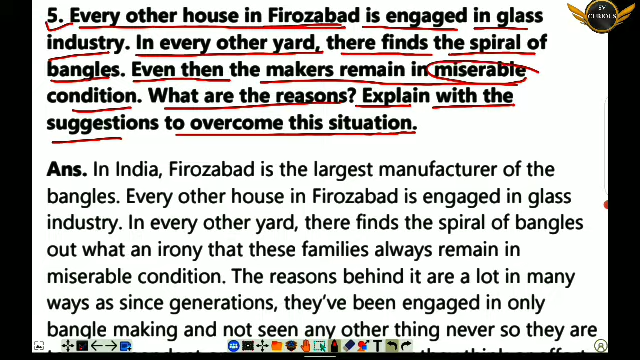 5. Every other house in Firozabad is engaged in glass
industry. In every other yard, there finds the spiral of
bangles. Even then the makers remain in miserable
condition. What are the reasons? Explain with the
suggestions to overcome this situation.
Ans. In India, Firozabad is the largest manufacturer of the
bangles. Every other house in Firozabad is engaged in glass
industry. In every other yard, there finds the spiral of bangles
out what an irony that these families always remain in
miserable condition. The reasons behind it are a lot in many
ways as since generations, they've been engaged in only
bangle making and not seen any other thing never so they are